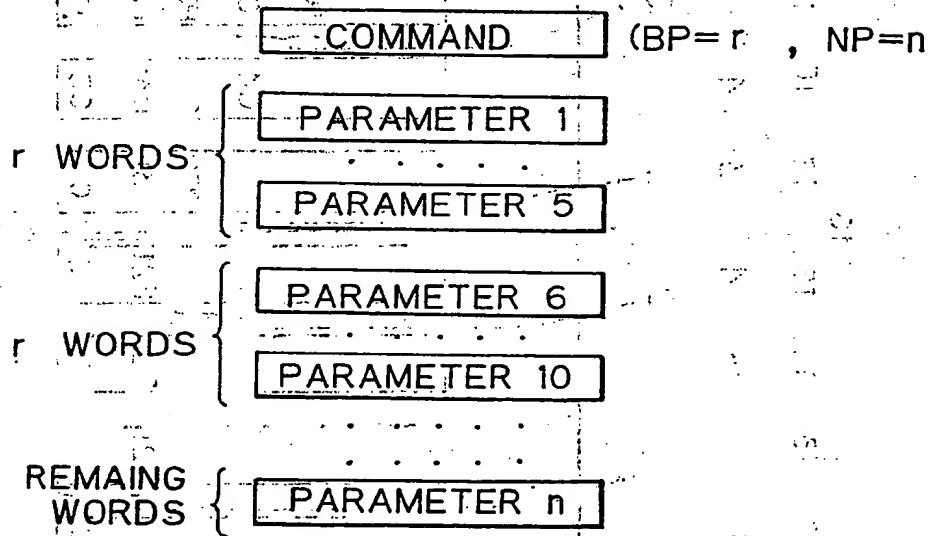 COMMAND (BP=r , NP=n
r WORDS
PARAMETER 1
. . . . .
PARAMETER 5
r WORDS
PARAMETER 6
. . . . .
PARAMETER 10
. . . . .
. . . . .
REMAING WORDS
PARAMETER n